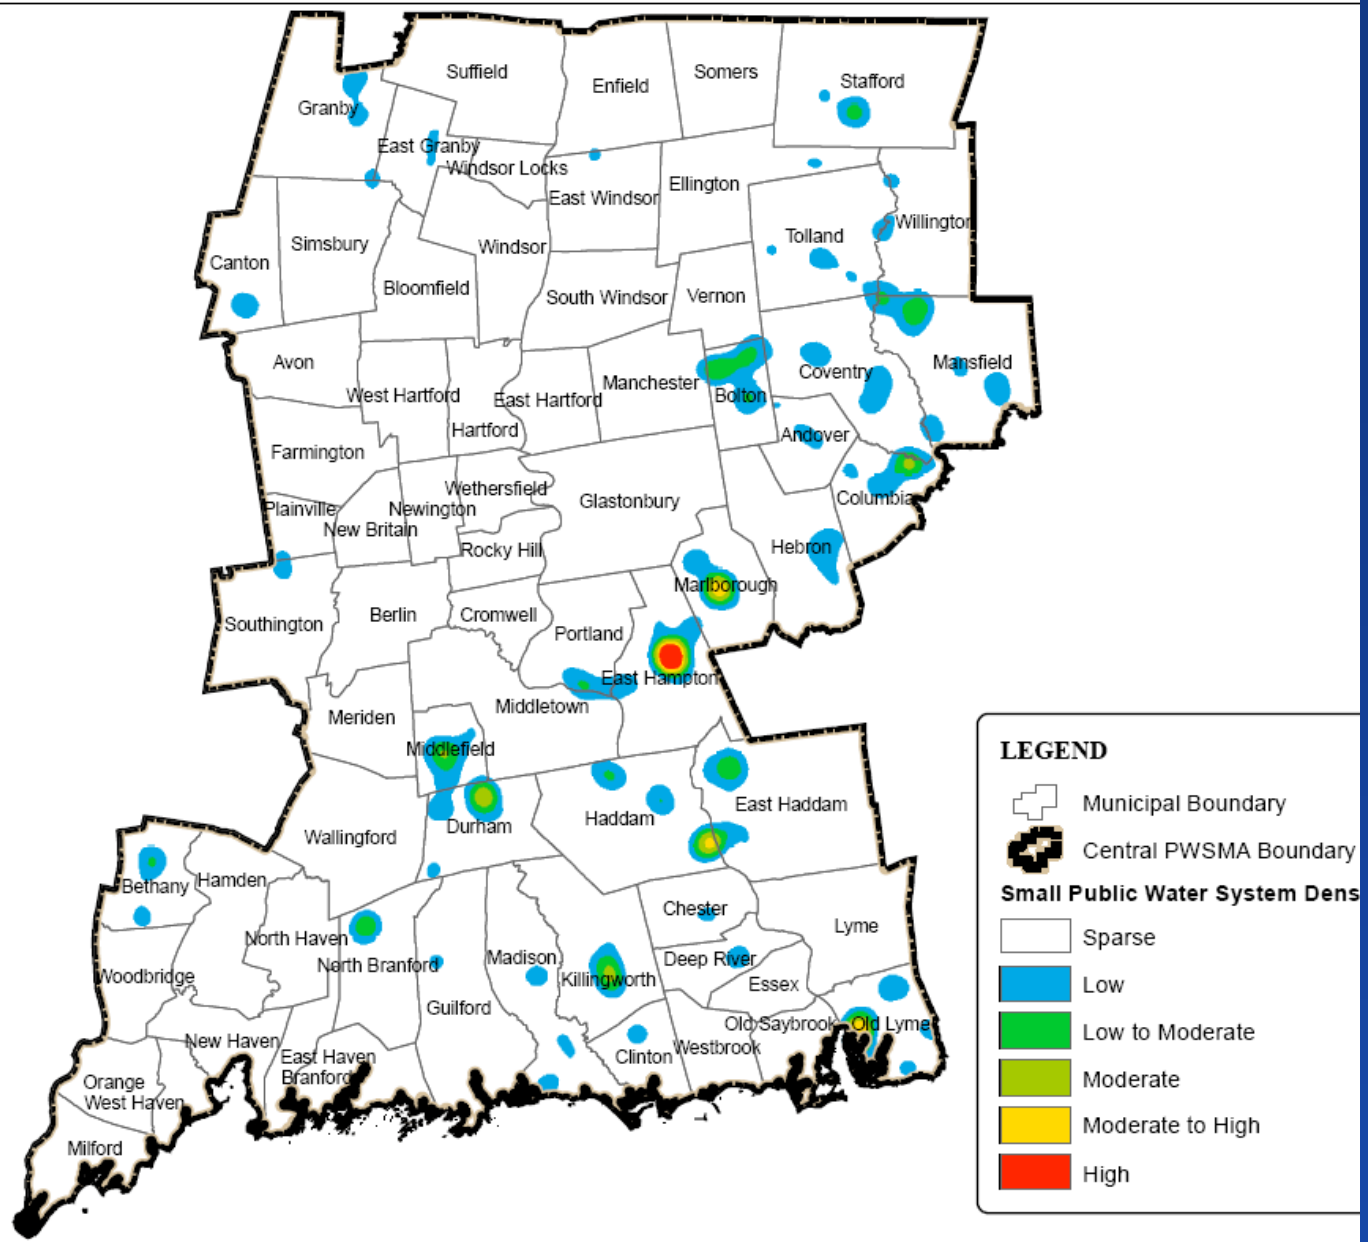 Suffield
Enfield
Somers
Stafford
Granby
East Granby
Windsor Locks
East Windsor
Ellington
Willington
Tolland
Simsbury
Windsor
Canton
Bloomfield
South Windsor
Vernon
Avon
West Hartford
East Hartford
Manchester
Bolton
Coventry
Mansfield
Hartford
Andover
Farmington
Wethersfield
Glastonbury
Columbia
Plainville
Newington
New Britain
Rocky Hill
Hebron
Marlborough
Southington
Berlin
Cromwell
Portland
East Hampton
Middletown
Meriden
Middlefield
Haddam
East Haddam
Durham
Wallingford
Bethany
Hamden
Chester
Lyme
North Haven
North Branford
Madison
Killingworth
Deep River
Essex
Woodbridge
Guilford
Old Saybrook
Old Lyme
New Haven
East Haven
Branford
Clinton
Westbrook
Orange
West Haven
Milford
LEGEND
Municipal Boundary
Central PWSMA Boundary
Small Public Water System Dens
Sparse
Low
Low to Moderate
Moderate
Moderate to High
High